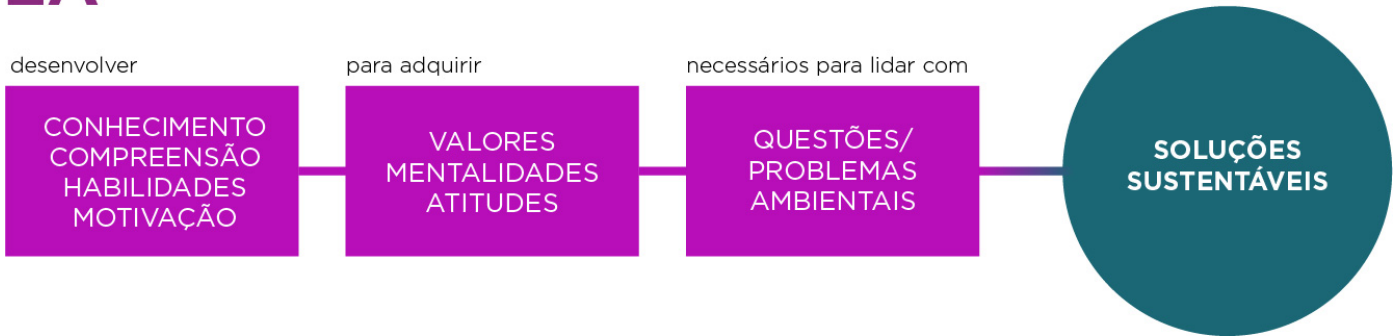 EA
desenvolver
CONHECIMENTO
COMPREENSÃO
HABILIDADES
MOTIVAÇÃO
para adquirir
VALORES
MENTALIDADES
ATITUDES
necessários para lidar com
QUESTÕES/
PROBLEMAS
AMBIENTAIS
SOLUÇÕES
SUSTENTÁVEIS